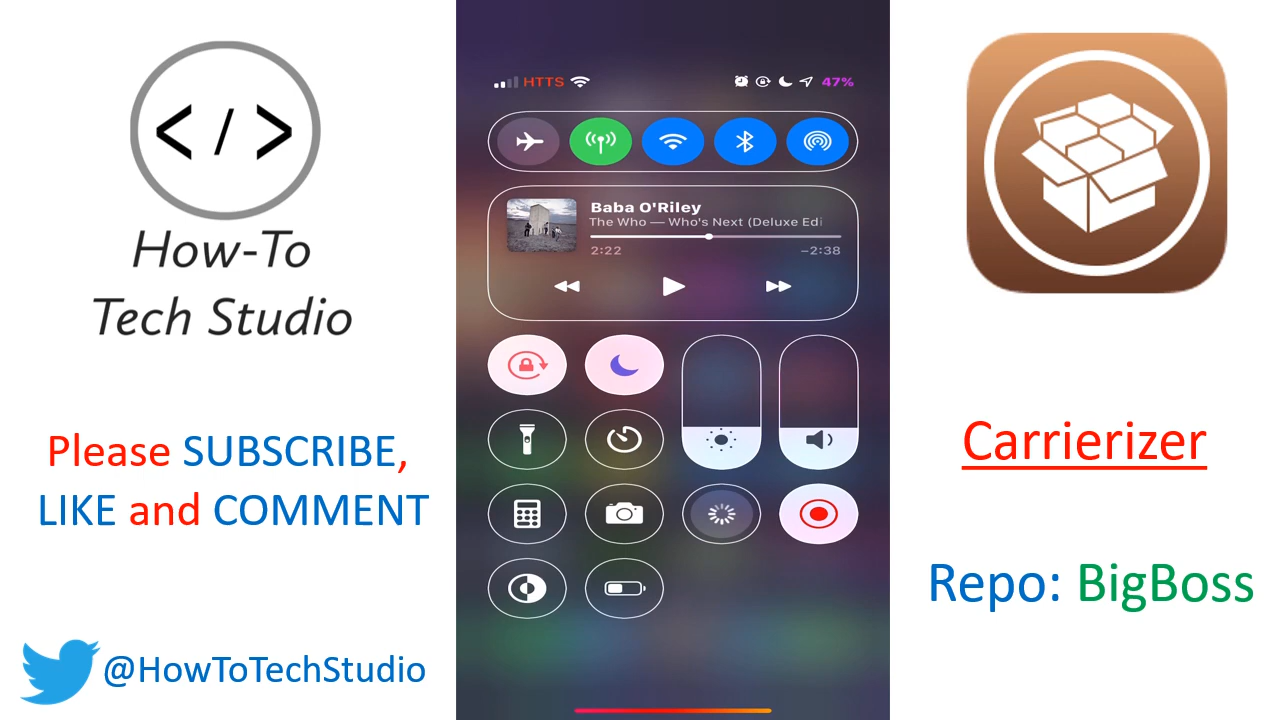 < / >
How-To
Tech Studio
Please SUBSCRIBE,
LIKE and COMMENT
@HowToTechStudio
HTTS
47%
Baba O'Riley
The Who — Who's Next (Deluxe Edi
2:22
−2:38
Carrierizer
Repo: BigBoss